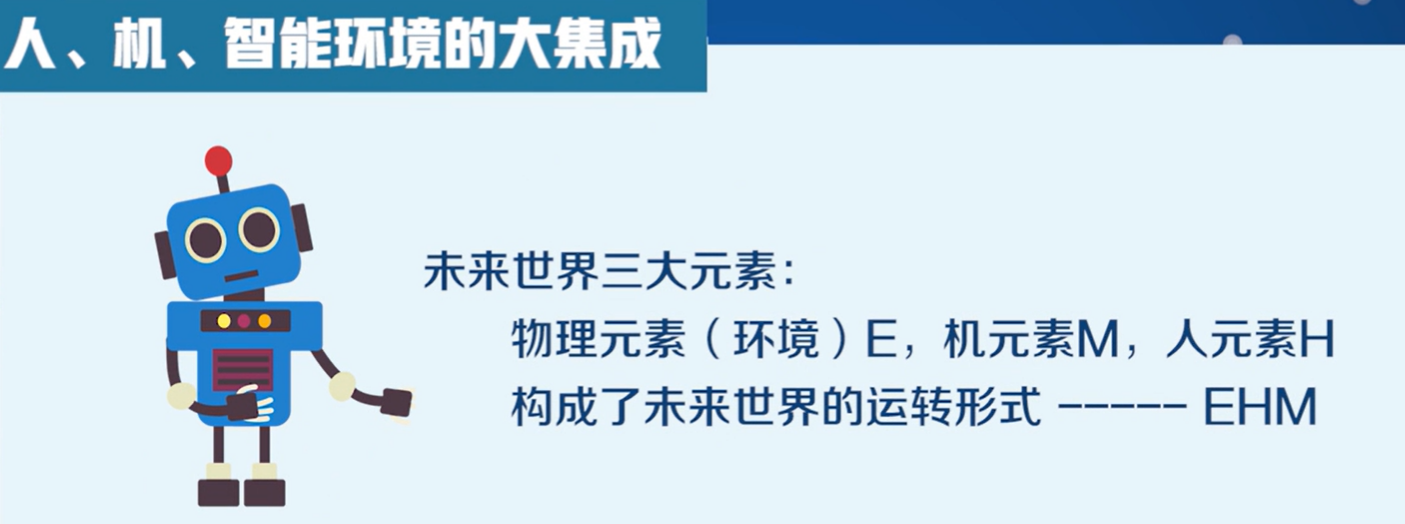 人、机、智能环境的大集成
未来世界三大元素：
物理元素（环境）E，机元素M，人元素H
构成了未来世界的运转形式 ----- EHM